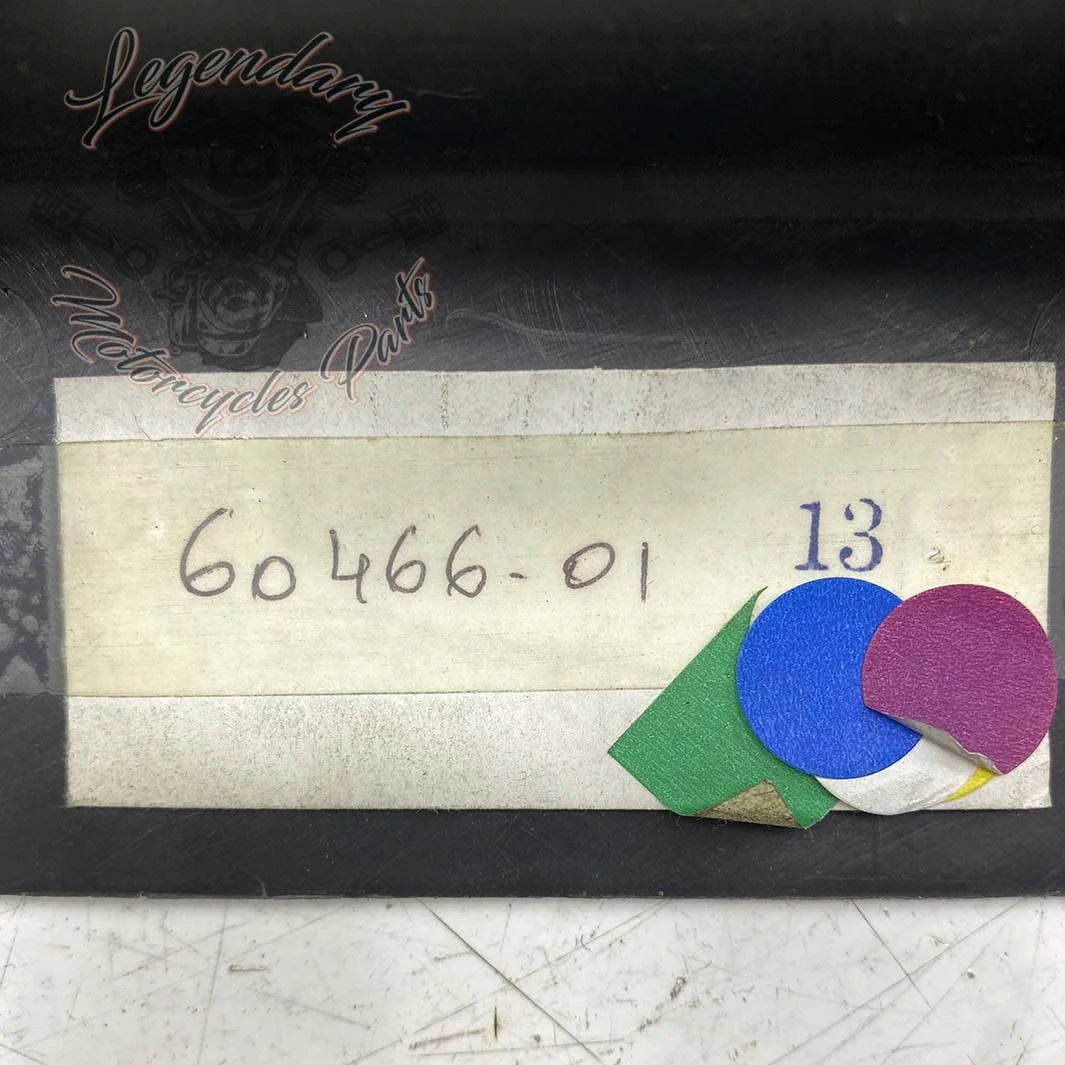 Legendary
Motorcycles Parts
13
60466-01